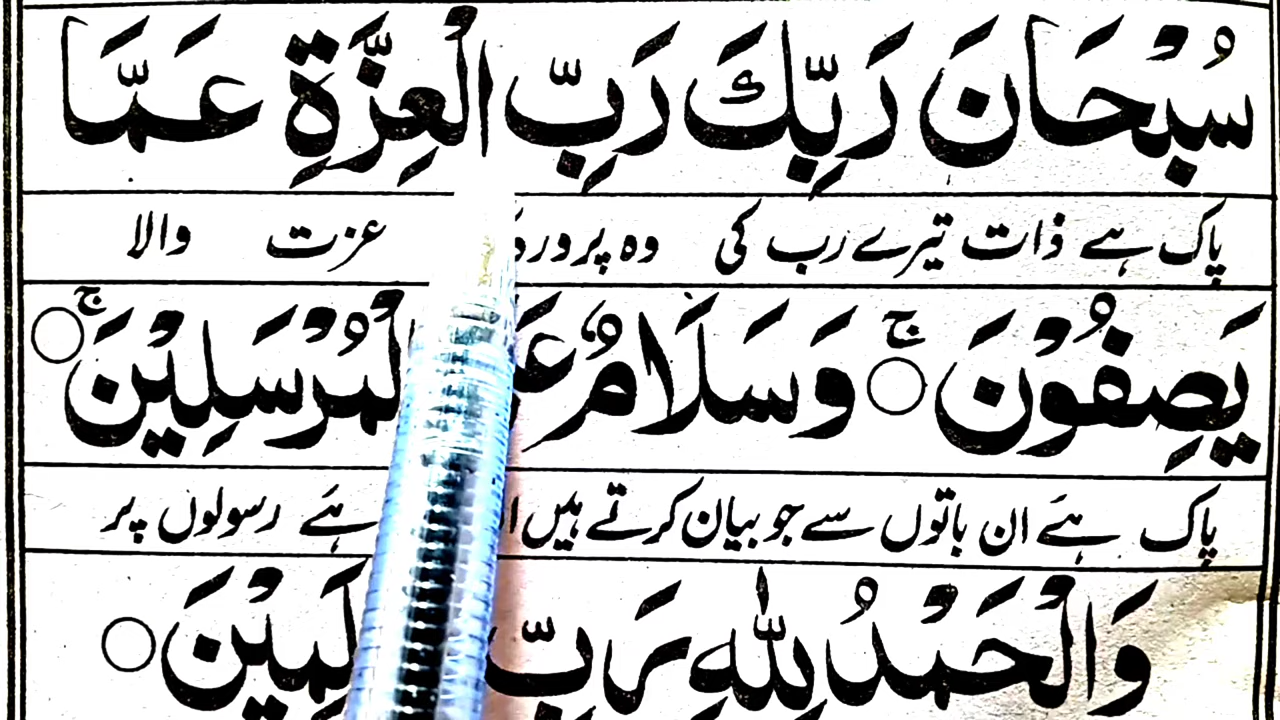 سُبْحَانَ رَبِّكَ رَبِّ الْعِزَّةِ عَمَّا
پاک ہے ذات تیرے رب کی وہ عزت والا
يَصِفُوْنَ ۚ وَسَلَامٌ الْمُرْسَلِيْنَ ۚ
پاک ہے ان باتوں سے جو بیان کرتے ہیں ہے رسولوں پر
وَالْحَمْدُ لِلّٰهِ رَبِّ